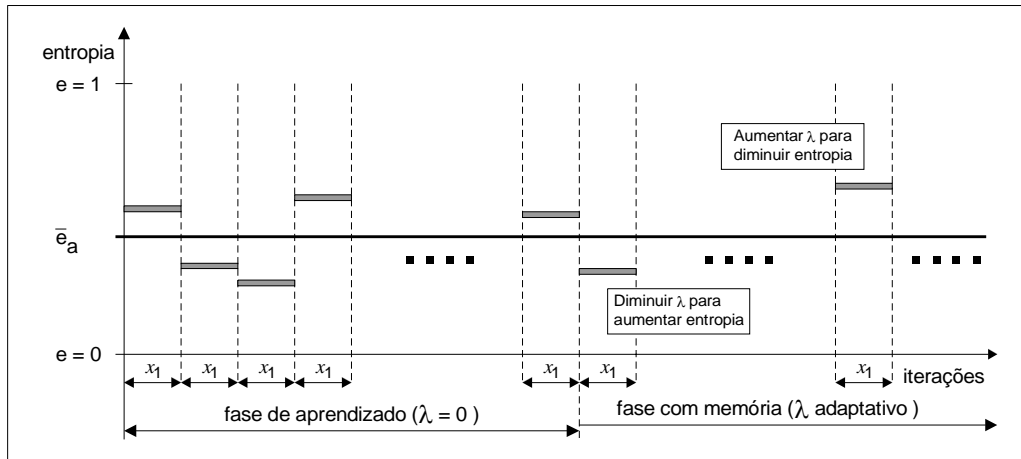 entropia
e = 1
Aumentar λ para
diminuir entropia
e̅a
Diminuir λ para
aumentar entropia
e = 0
x1 x1 x1 x1 x1 x1 x1 iterações
fase de aprendizado (λ = 0 ) fase com memória (λ adaptativo )